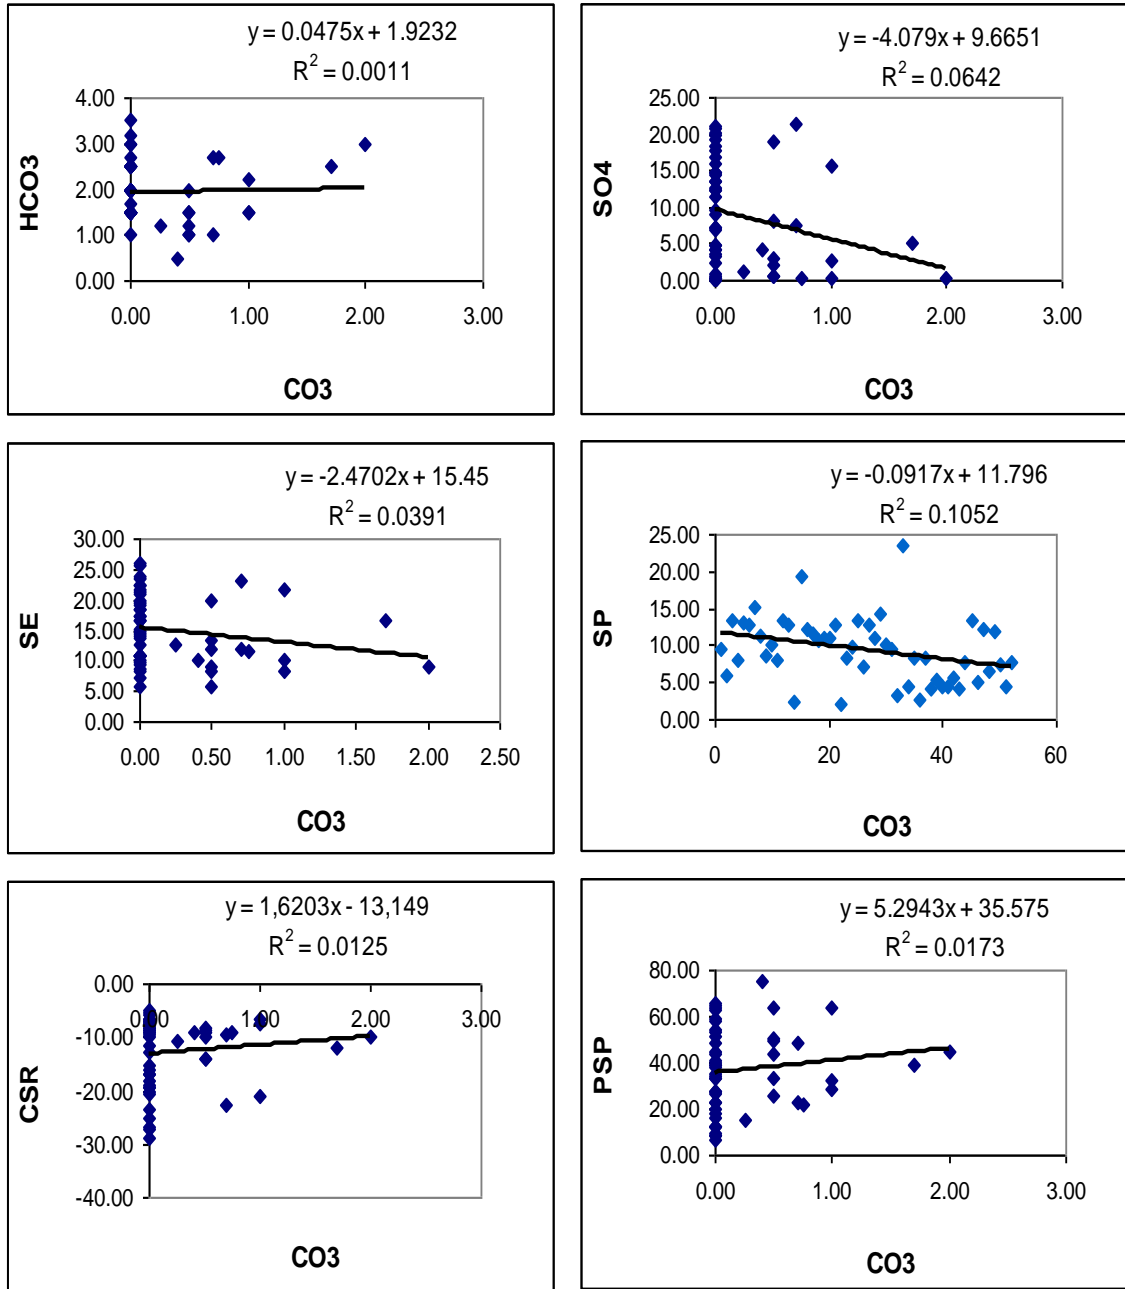 y = 0.0475x + 1.9232
R² = 0.0011
4.00
3.00
2.00
1.00
0.00
HCO3
0.00 1.00 2.00 3.00
CO3
y = -4.079x + 9.6651
R² = 0.0642
25.00
20.00
15.00
10.00
5.00
0.00
SO4
0.00 1.00 2.00 3.00
CO3
y = -2.4702x + 15.45
R² = 0.0391
30.00
25.00
20.00
15.00
10.00
5.00
0.00
SE
0.00 0.50 1.00 1.50 2.00 2.50
CO3
y = -0.0917x + 11.796
R² = 0.1052
25.00
20.00
15.00
10.00
5.00
0.00
SP
0 20 40 60
CO3
y = 1,6203x - 13,149
R² = 0.0125
0.00
-10.00
-20.00
-30.00
-40.00
CSR
0.00 1.00 2.00 3.00
CO3
y = 5.2943x + 35.575
R² = 0.0173
80.00
60.00
40.00
20.00
0.00
PSP
0.00 1.00 2.00 3.00
CO3